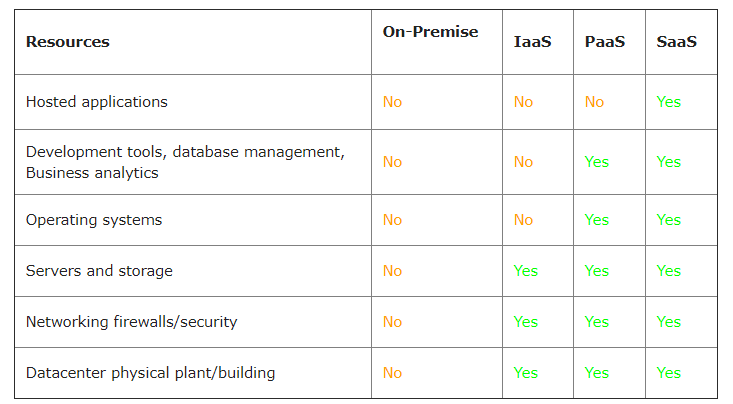 Resources On-Premise IaaS PaaS SaaS
Hosted applications No No No Yes
Development tools, database management,
Business analytics No No Yes Yes
Operating systems No No Yes Yes
Servers and storage No Yes Yes Yes
Networking firewalls/security No Yes Yes Yes
Datacenter physical plant/building No Yes Yes Yes